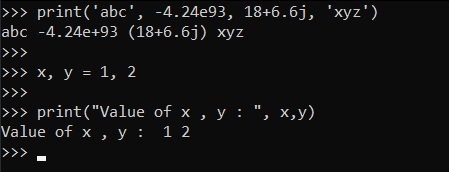 >>> print('abc', -4.24e93, 18+6.6j, 'xyz')
abc -4.24e+93 (18+6.6j) xyz
>>>
>>> x, y = 1, 2
>>>
>>> print("Value of x , y : ", x,y)
Value of x , y :  1 2
>>>